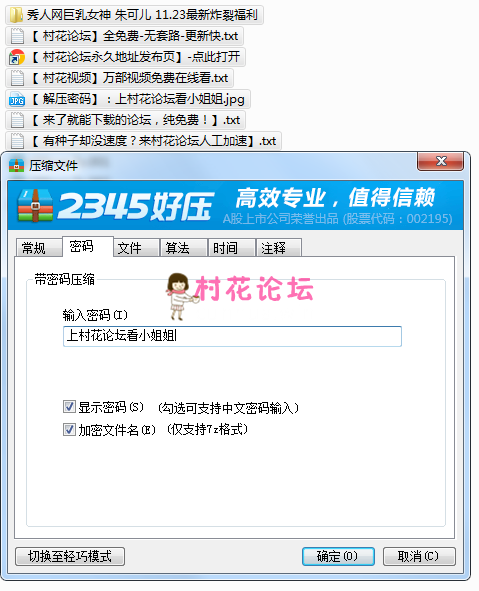 秀人网巨乳女神 朱可儿 11.23最新炸裂福利
【 村花论坛】全免费-无套路-更新快.txt
【 村花论坛永久地址发布页】-点此打开
【 村花视频】万部视频免费在线看.txt
【 解压密码】:上村花论坛看小姐姐.jpg
【 来了就能下载的论坛，纯免费！】.txt
【 有种子却没速度？来村花论坛人工加速】.txt
压缩文件
2345好压
高效专业，值得信赖
A股上市公司荣誉出品 (股票代码：002195)
常规 密码 文件 算法 时间 注释
带密码压缩
村花论坛
输入密码(I)
上村花论坛看小姐姐
显示密码(S) (勾选可支持中文密码输入)
加密文件名(E) (仅支持7z格式)
切换至轻巧模式 确定(O) 取消(C)